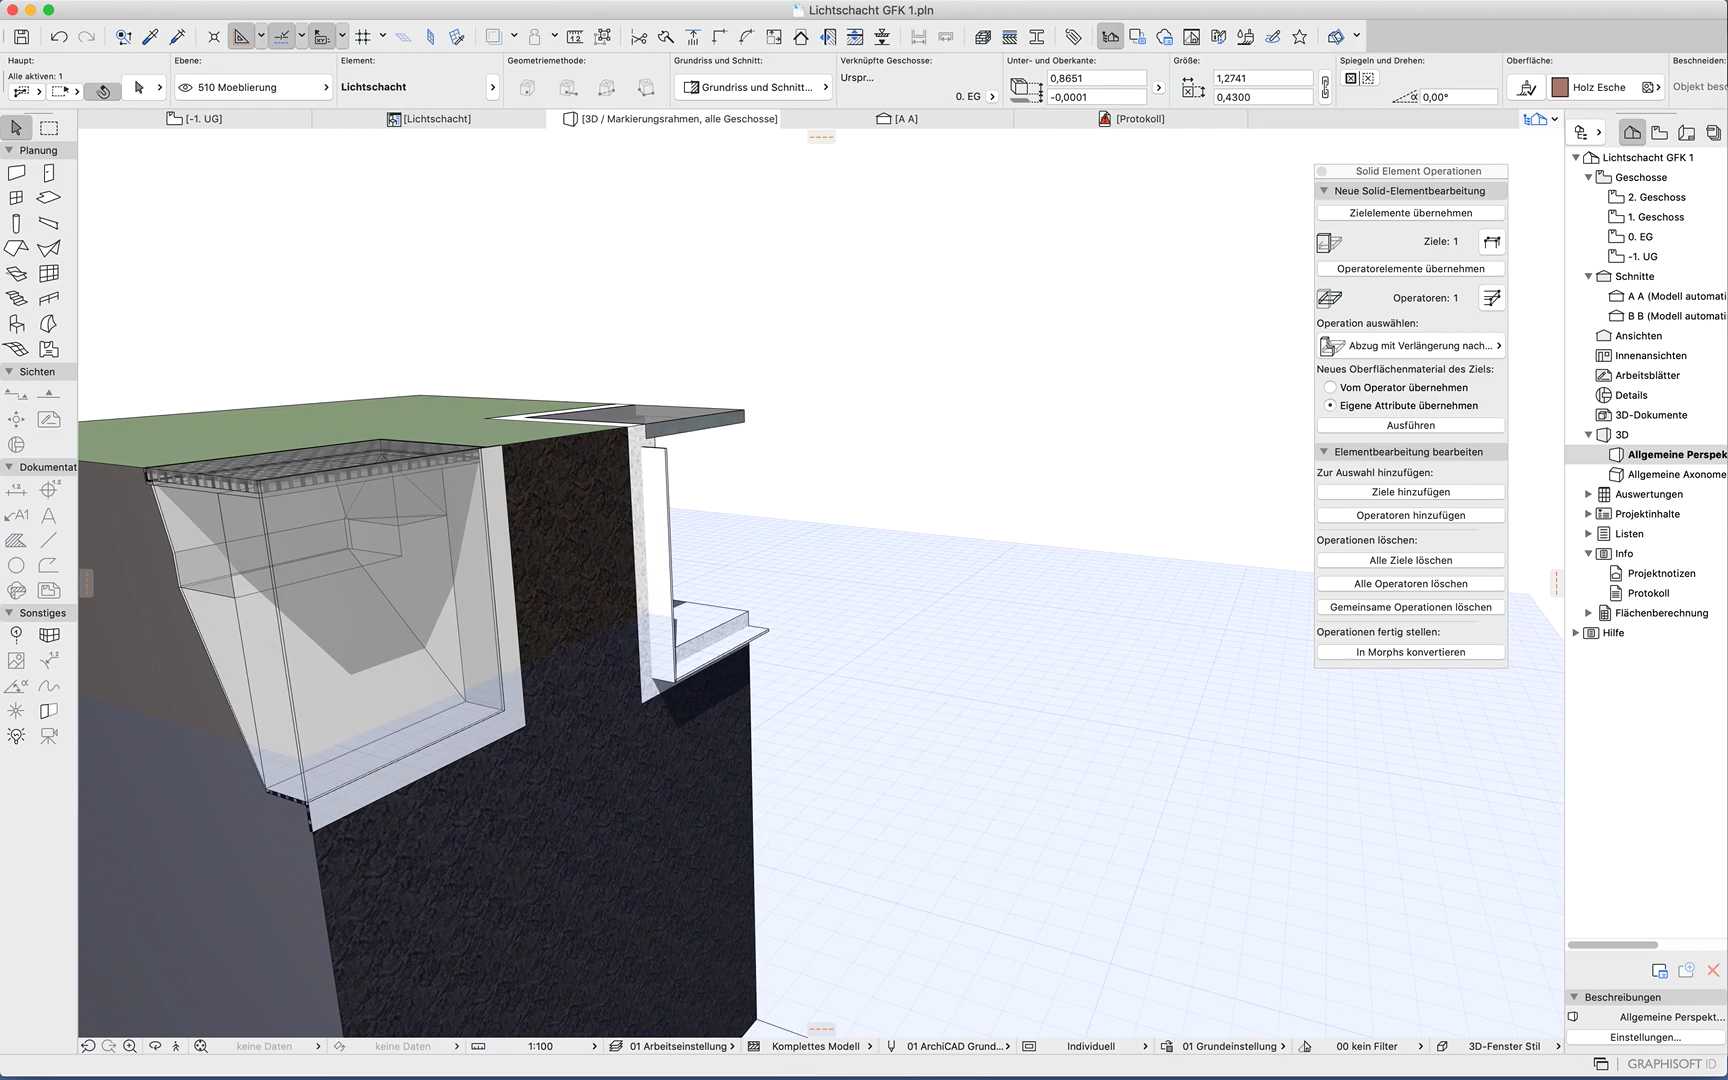 Lichtschacht GFK 1.pln
Haupt:
Alle aktiven: 1
Ebene:
510 Moeblierung
Element:
Lichtschacht
Geometriemethode:
Grundriss und Schnitt:
Grundriss und Schnitt...
Verknüpfte Geschosse:
Urspr...
0. EG
Unter- und Oberkante:
0,8651
-0,0001
Größe:
1,2741
0,4300
Spiegeln und Drehen:
0,00°
Oberfläche:
Holz Esche
Beschneiden:
Objekt bes
[-1. UG]
[Lichtschacht]
[3D / Markierungsrahmen, alle Geschosse]
[A A]
[Protokoll]
Planung
Sichten
Dokumentat
Sonstiges
Solid Element Operationen
Neue Solid-Elementbearbeitung
Zielelemente übernehmen
Ziele: 1
Operatorelemente übernehmen
Operatoren: 1
Operation auswählen:
Abzug mit Verlängerung nach...
Neues Oberflächenmaterial des Ziels:
Vom Operator übernehmen
Eigene Attribute übernehmen
Ausführen
Elementbearbeitung bearbeiten
Zur Auswahl hinzufügen:
Ziele hinzufügen
Operatoren hinzufügen
Operationen löschen:
Alle Ziele löschen
Alle Operatoren löschen
Gemeinsame Operationen löschen
Operationen fertig stellen:
In Morphs konvertieren
Lichtschacht GFK 1
Geschosse
2. Geschoss
1. Geschoss
0. EG
-1. UG
Schnitte
A A (Modell automati
B B (Modell automati
Ansichten
Innenansichten
Arbeitsblätter
Details
3D-Dokumente
3D
Allgemeine Perspek
Allgemeine Axonome
Auswertungen
Projektinhalte
Listen
Info
Projektnotizen
Protokoll
Flächenberechnung
Hilfe
Beschreibungen
Allgemeine Perspekt...
Einstellungen...
keine Daten
keine Daten
1:100
01 Arbeitseinstellung
Komplettes Modell
01 ArchiCAD Grund...
Individuell
01 Grundeinstellung
00 kein Filter
3D-Fenster Stil
GRAPHISOFT ID